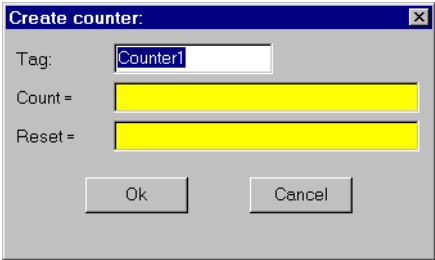 Create counter:
Tag: Counter1
Count =
Reset =
Ok Cancel